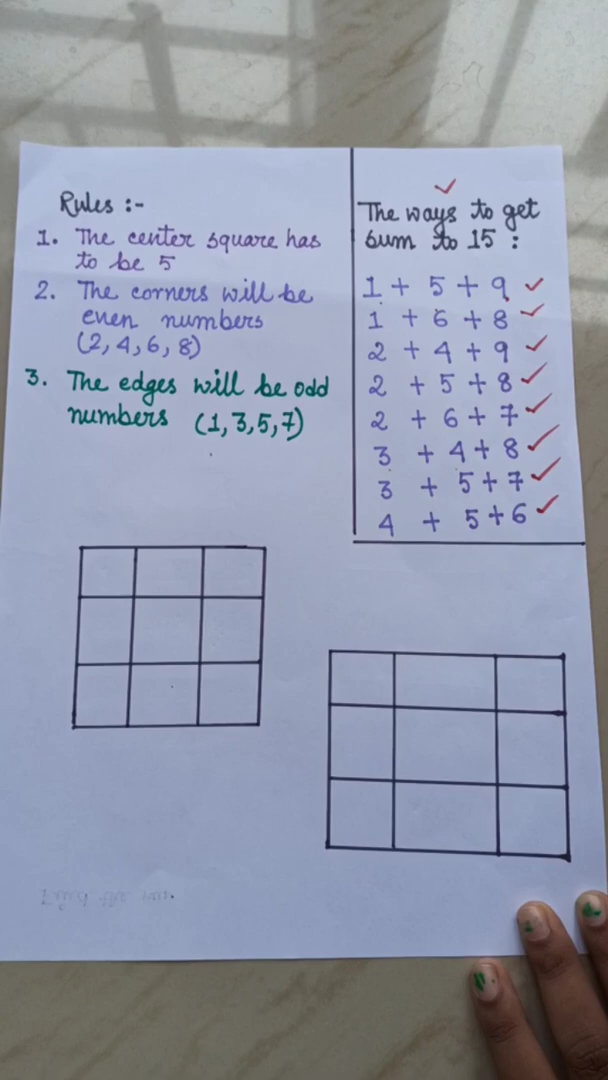 Rules :-
1. The center square has
to be 5
2. The corners will be
even numbers
(2, 4, 6, 8)
3. The edges will be odd
numbers (1, 3, 5, 7)
The ways to get
sum to 15 :
1 + 5 + 9
1 + 6 + 8
2 + 4 + 9
2 + 5 + 8
2 + 6 + 7
3 + 4 + 8
3 + 5 + 7
4 + 5 + 6